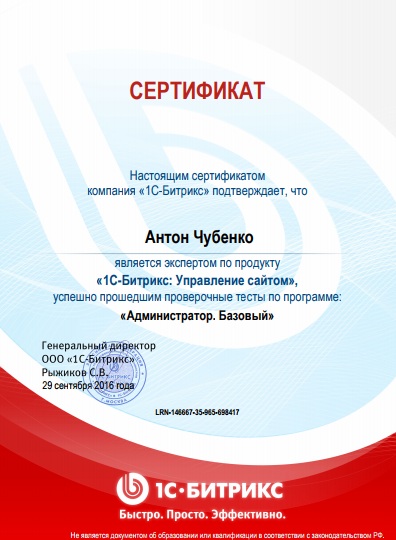 СЕРТИФИКАТ
Настоящим сертификатом
компания «1С-Битрикс» подтверждает, что
Антон Чубенко
является экспертом по продукту
«1С-Битрикс: Управление сайтом»,
успешно прошедшим проверочные тесты по программе:
«Администратор. Базовый»
Генеральный директор
ООО «1С-Битрикс»
Рыжиков С.В.
29 сентября 2016 года
LRN-146667-35-965-698417
1С·БИТРИКС
Быстро. Просто. Эффективно.
Не является документом об образовании или квалификации в соответствии с законодательством РФ.